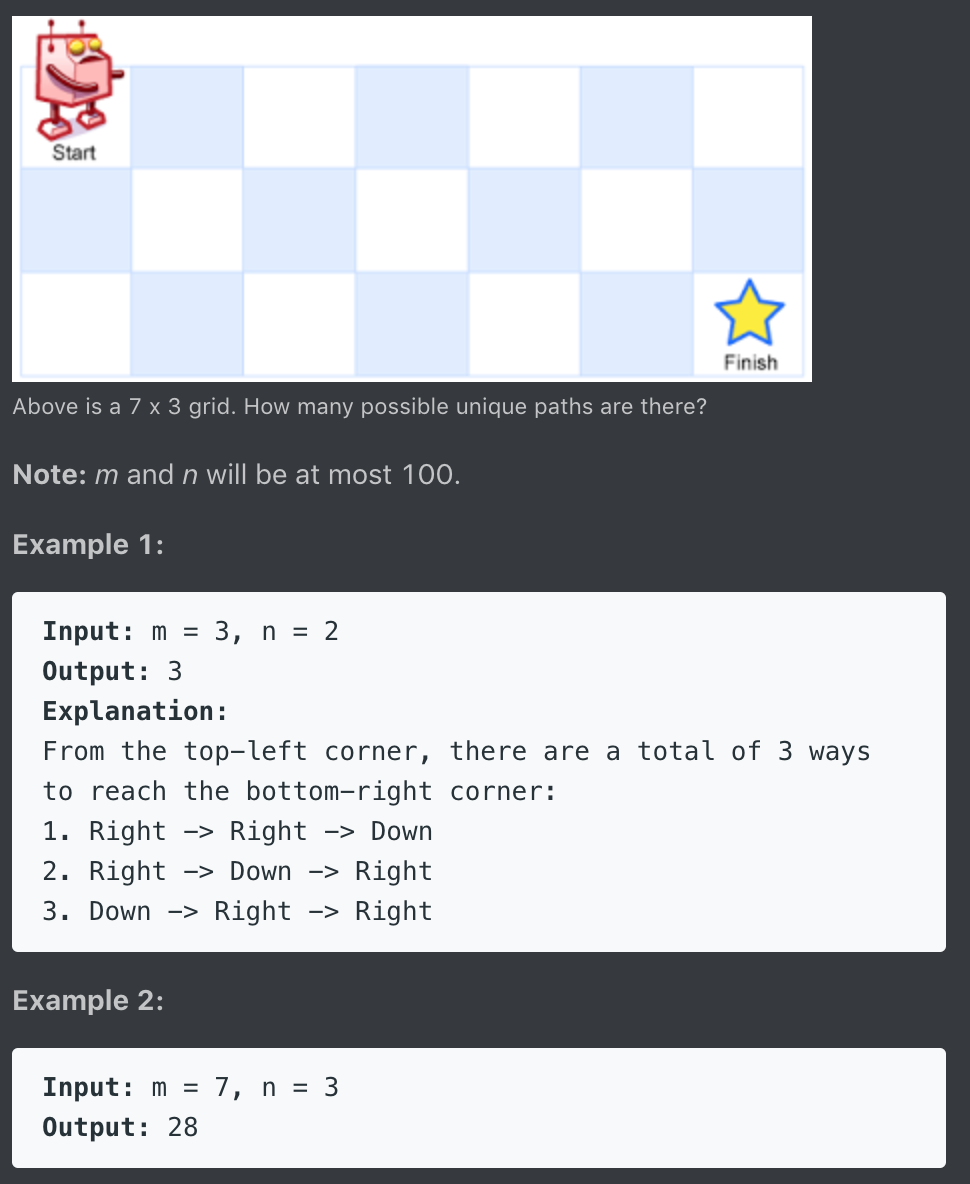 Start
Finish
Above is a 7 x 3 grid. How many possible unique paths are there?
Note: m and n will be at most 100.
Example 1:
Input: m = 3, n = 2
Output: 3
Explanation:
From the top-left corner, there are a total of 3 ways
to reach the bottom-right corner:
1. Right -> Right -> Down
2. Right -> Down -> Right
3. Down -> Right -> Right
Example 2:
Input: m = 7, n = 3
Output: 28